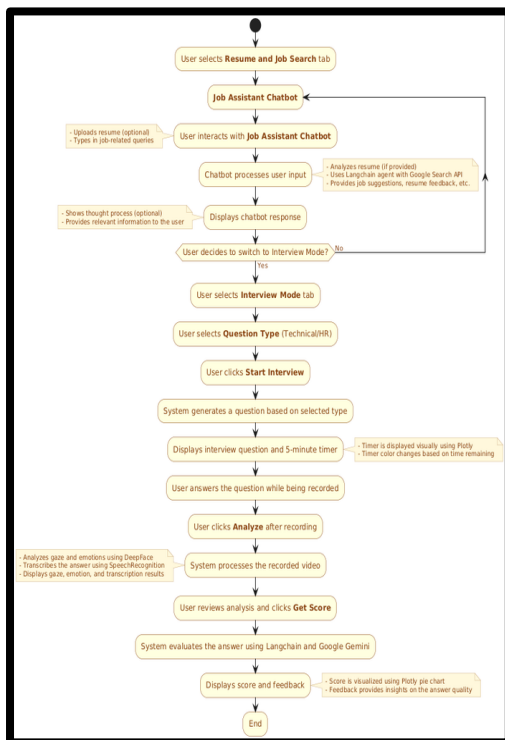 User selects Resume and Job Search tab
Job Assistant Chatbot
- Uploads resume (optional)
- Types in job-related queries
User interacts with Job Assistant Chatbot
Chatbot processes user input
- Analyzes resume (if provided)
- Uses Langchain agent with Google Search API
- Provides job suggestions, resume feedback, etc.
- Shows thought process (optional)
- Provides relevant information to the user
Displays chatbot response
User decides to switch to Interview Mode?
No
Yes
User selects Interview Mode tab
User selects Question Type (Technical/HR)
User clicks Start Interview
System generates a question based on selected type
Displays interview question and 5-minute timer
- Timer is displayed visually using Plotly
- Timer color changes based on time remaining
User answers the question while being recorded
User clicks Analyze after recording
- Analyzes gaze and emotions using DeepFace
- Transcribes the answer using SpeechRecognition
- Displays gaze, emotion, and transcription results
System processes the recorded video
User reviews analysis and clicks Get Score
System evaluates the answer using Langchain and Google Gemini
Displays score and feedback
- Score is visualized using Plotly pie chart
- Feedback provides insights on the answer quality
End